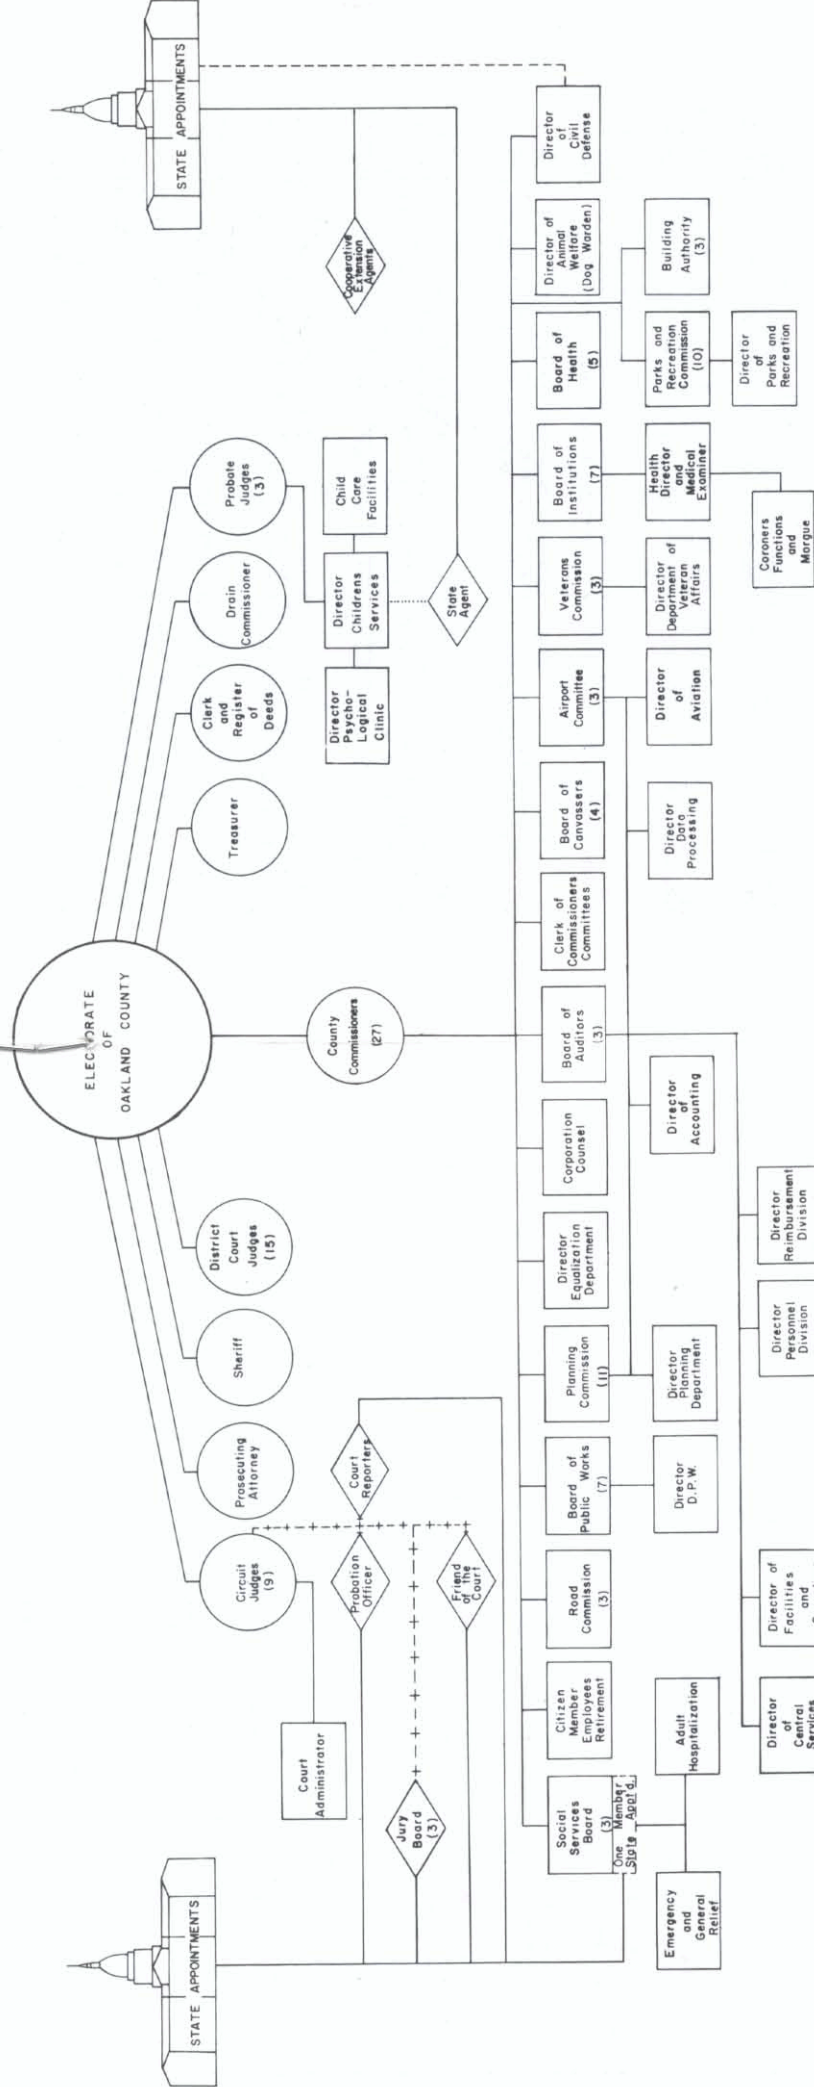 STATE APPOINTMENTS
STATE APPOINTMENTS
ELECTORATE
OF
OAKLAND COUNTY
Circuit
Judges
(9)
Prosecuting
Attorney
Sheriff
District
Court
Judges
(15)
Treasurer
Clerk
and
Register
of
Deeds
Drain
Commissioner
Probate
Judges
(3)
Court
Administrator
County
Commissioners
(27)
Probation
Officer
Court
Reporters
Jury
Board
(3)
Friend
of the
Court
Director
Psycho-
Logical
Clinic
Director
Childrens
Services
Child
Care
Facilities
State
Agent
Cooperative
Extension
Agents
Social
Services
Board
(3)
One Member
State Appt'd.
Citizen
Member
Employees
Retirement
Road
Commission
(3)
Board of
Public Works
(7)
Planning
Commission
(11)
Director
Equalization
Department
Corporation
Counsel
Board of
Auditors
(3)
Clerk of
Commissioners
Committees
Board of
Canvassers
(4)
Airport
Committee
(3)
Veterans
Commission
(3)
Board of
Institutions
(7)
Board of
Health
(5)
Director of
Animal
Welfare
(Dog Warden)
Director
of
Civil
Defense
Emergency
and
General
Relief
Adult
Hospitalization
Director
D.P.W.
Director
Planning
Department
Director
of
Accounting
Director
Data
Processing
Director
of
Aviation
Director
Department of
Veteran
Affairs
Health
Director
and
Medical
Examiner
Parks and
Recreation
Commission
(10)
Building
Authority
(3)
Director
of
Central
Services
Director of
Facilities
and
Director
Personnel
Division
Director
Reimbursement
Division
Coroners
Functions
and
Morgue
Director
of
Parks and
Recreation